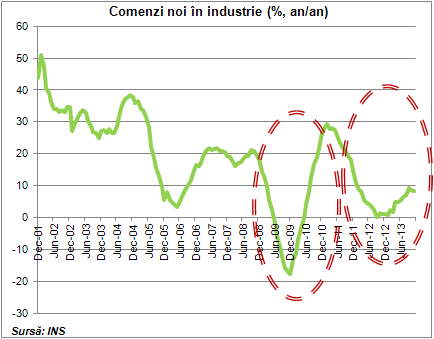 Comenzi noi în industrie (%, an/an)
60
50
40
30
20
10
0
-10
-20
-30
Dec-01
Jun-02
Dec-02
Jun-03
Dec-03
Jun-04
Dec-04
Jun-05
Dec-05
Jun-06
Dec-06
Jun-07
Dec-07
Jun-08
Dec-08
Jun-09
Dec-09
Jun-10
Dec-10
Jun-11
Dec-11
Jun-12
Dec-12
Jun-13
Sursă: INS